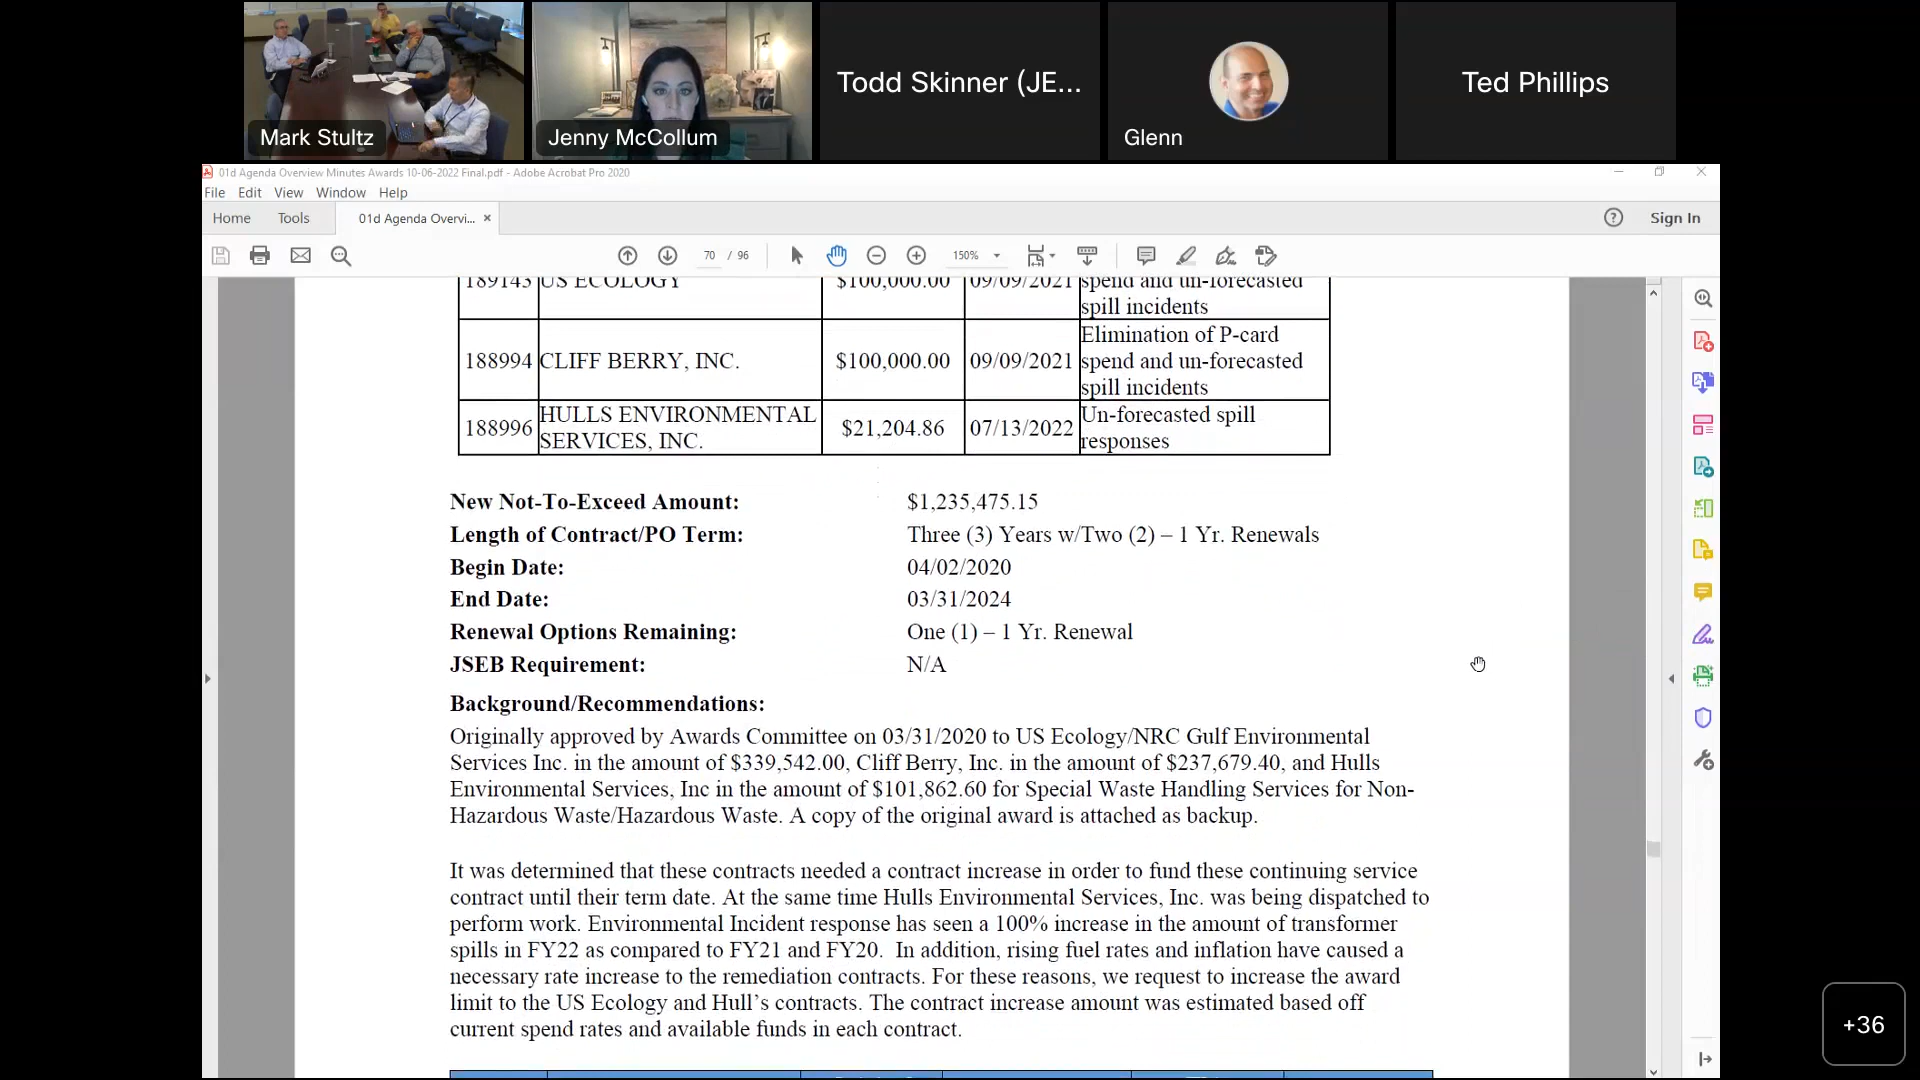 Mark Stultz
Jenny McCollum
Todd Skinner (JE...
Glenn
Ted Phillips
01d Agenda Overview Minutes Awards 10-06-2022 Final.pdf - Adobe Acrobat Pro 2020
File Edit View Window Help
Home Tools 01d Agenda Overvi... × Sign In
70 / 96 150%
189143 US ECOLOGY $100,000.00 09/09/2021 spend and un-forecasted
spill incidents
Elimination of P-card
188994 CLIFF BERRY, INC. $100,000.00 09/09/2021 spend and un-forecasted
spill incidents
HULLS ENVIRONMENTAL Un-forecasted spill
188996 $21,204.86 07/13/2022
SERVICES, INC. responses
New Not-To-Exceed Amount: $1,235,475.15
Length of Contract/PO Term: Three (3) Years w/Two (2) – 1 Yr. Renewals
Begin Date: 04/02/2020
End Date: 03/31/2024
Renewal Options Remaining: One (1) – 1 Yr. Renewal
JSEB Requirement: N/A
Background/Recommendations:
Originally approved by Awards Committee on 03/31/2020 to US Ecology/NRC Gulf Environmental
Services Inc. in the amount of $339,542.00, Cliff Berry, Inc. in the amount of $237,679.40, and Hulls
Environmental Services, Inc in the amount of $101,862.60 for Special Waste Handling Services for Non-
Hazardous Waste/Hazardous Waste. A copy of the original award is attached as backup.
It was determined that these contracts needed a contract increase in order to fund these continuing service
contract until their term date. At the same time Hulls Environmental Services, Inc. was being dispatched to
perform work. Environmental Incident response has seen a 100% increase in the amount of transformer
spills in FY22 as compared to FY21 and FY20. In addition, rising fuel rates and inflation have caused a
necessary rate increase to the remediation contracts. For these reasons, we request to increase the award
limit to the US Ecology and Hull’s contracts. The contract increase amount was estimated based off
current spend rates and available funds in each contract.
+36